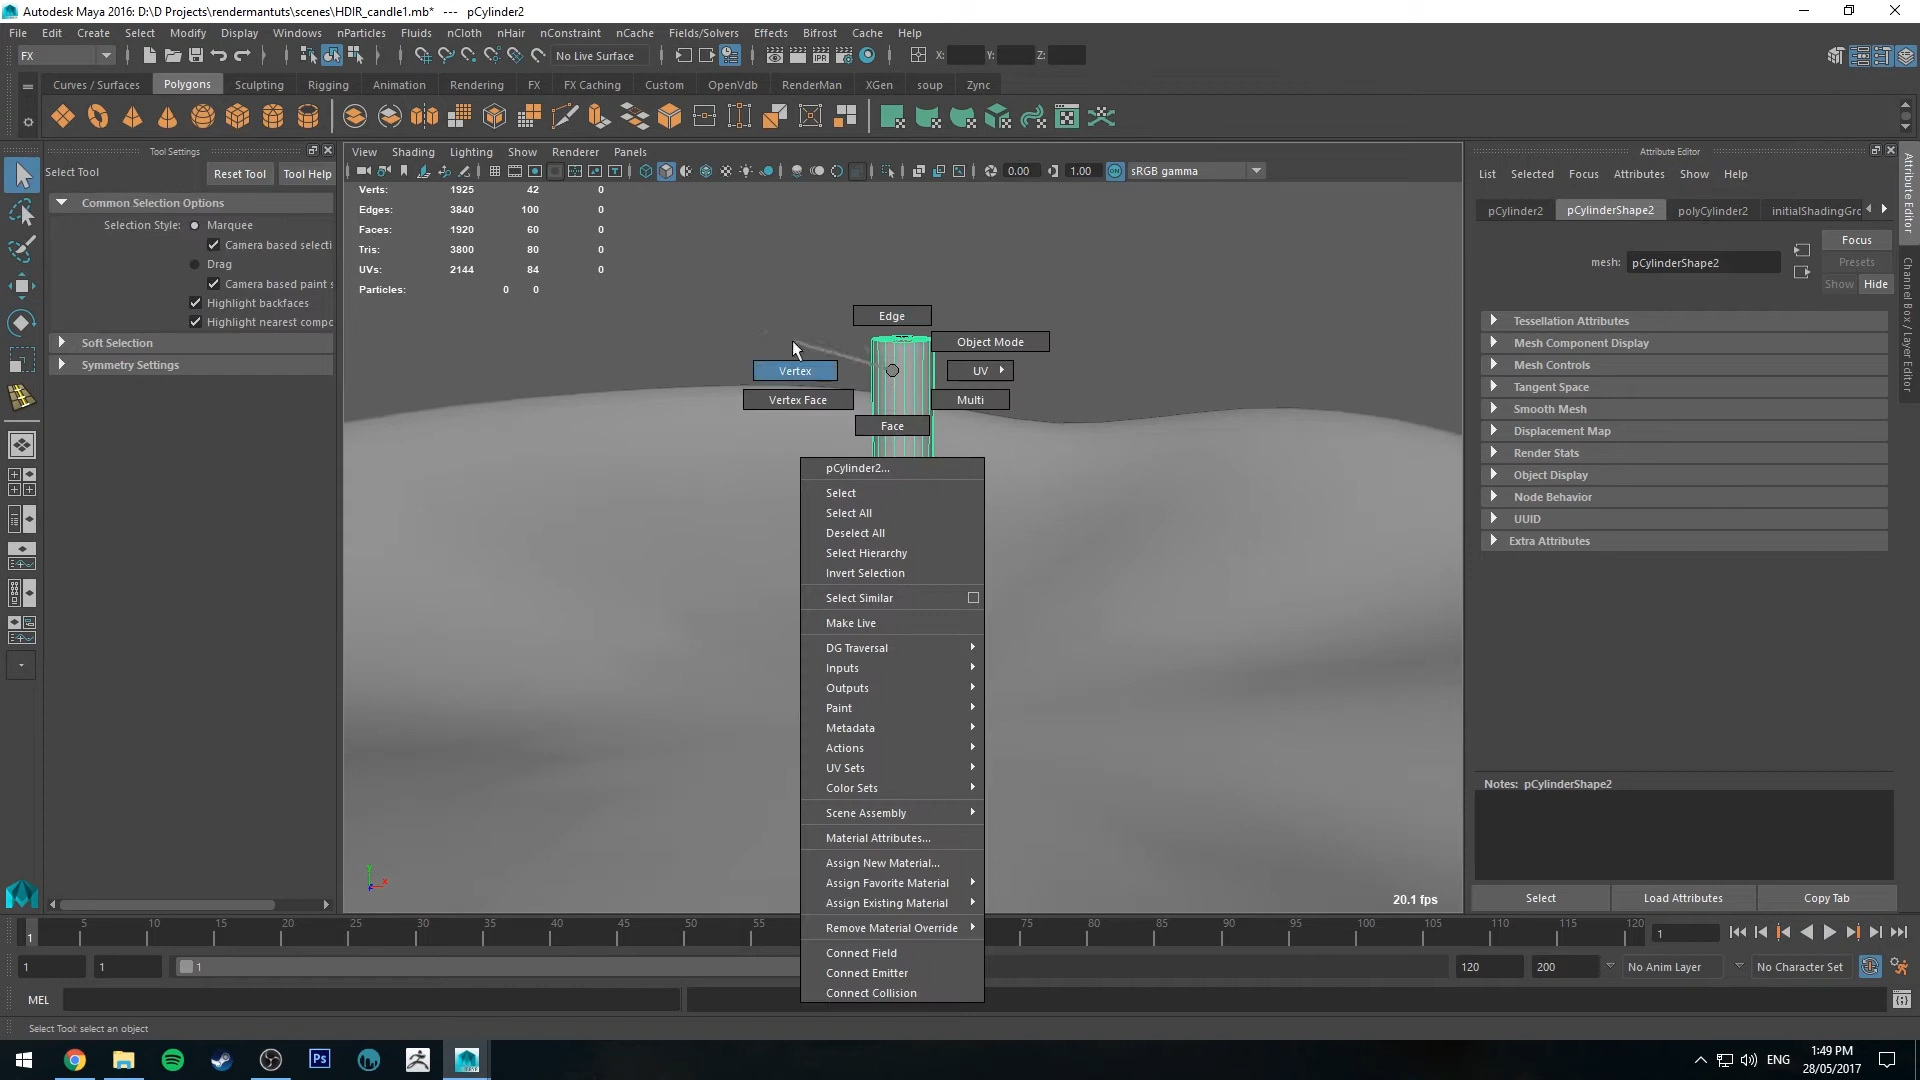 Autodesk Maya 2016: D:\D Projects\rendermantuts\scenes\HDIR_candle1.mb* --- pCylinder2
File Edit Create Select Modify Display Windows nParticles Fluids nCloth nHair nConstraint nCache Fields/Solvers Effects Bifrost Cache Help
FX No Live Surface X: Y: Z:
Curves / Surfaces Polygons Sculpting Rigging Animation Rendering FX FX Caching Custom OpenVdb RenderMan XGen soup Zync
Tool Settings
Select Tool Reset Tool Tool Help
Common Selection Options
Selection Style: Marquee
Camera based selecti
Drag
Camera based paint s
Highlight backfaces
Highlight nearest compo
Soft Selection
Symmetry Settings
View Shading Lighting Show Renderer Panels
0.00 1.00 sRGB gamma
Verts: 1925 42 0
Edges: 3840 100 0
Faces: 1920 60 0
Tris: 3800 80 0
UVs: 2144 84 0
Particles: 0 0
Edge
Object Mode
Vertex
UV
Vertex Face
Multi
Face
pCylinder2...
Select
Select All
Deselect All
Select Hierarchy
Invert Selection
Select Similar
Make Live
DG Traversal
Inputs
Outputs
Paint
Metadata
Actions
UV Sets
Color Sets
Scene Assembly
Material Attributes...
Assign New Material...
Assign Favorite Material
Assign Existing Material
Remove Material Override
Connect Field
Connect Emitter
Connect Collision
20.1 fps
Attribute Editor
List Selected Focus Attributes Show Help
pCylinder2 pCylinderShape2 polyCylinder2 initialShadingGro
mesh: pCylinderShape2
Focus
Presets
Show Hide
Tessellation Attributes
Mesh Component Display
Mesh Controls
Tangent Space
Smooth Mesh
Displacement Map
Render Stats
Object Display
Node Behavior
UUID
Extra Attributes
Notes: pCylinderShape2
Select Load Attributes Copy Tab
Attribute Editor
Channel Box / Layer Editor
1 5 10 15 20 25 30 35 40 45 50 55 75 80 85 90 95 100 105 110 115 120 1
1 1 1 120 200 No Anim Layer No Character Set
MEL
Select Tool: select an object
Ps
ENG
1:49 PM
28/05/2017